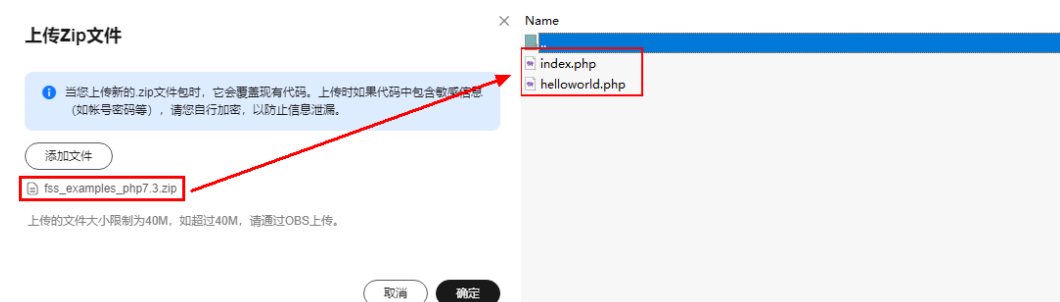 上传Zip文件
当您上传新的.zip文件包时，它会覆盖现有代码。上传时如果代码中包含敏感信息
（如帐号密码等），请您自行加密，以防止信息泄漏。
添加文件
fss_examples_php7.3.zip
上传的文件大小限制为40M，如超过40M，请通过OBS上传。
取消
确定
Name
..
index.php
helloworld.php